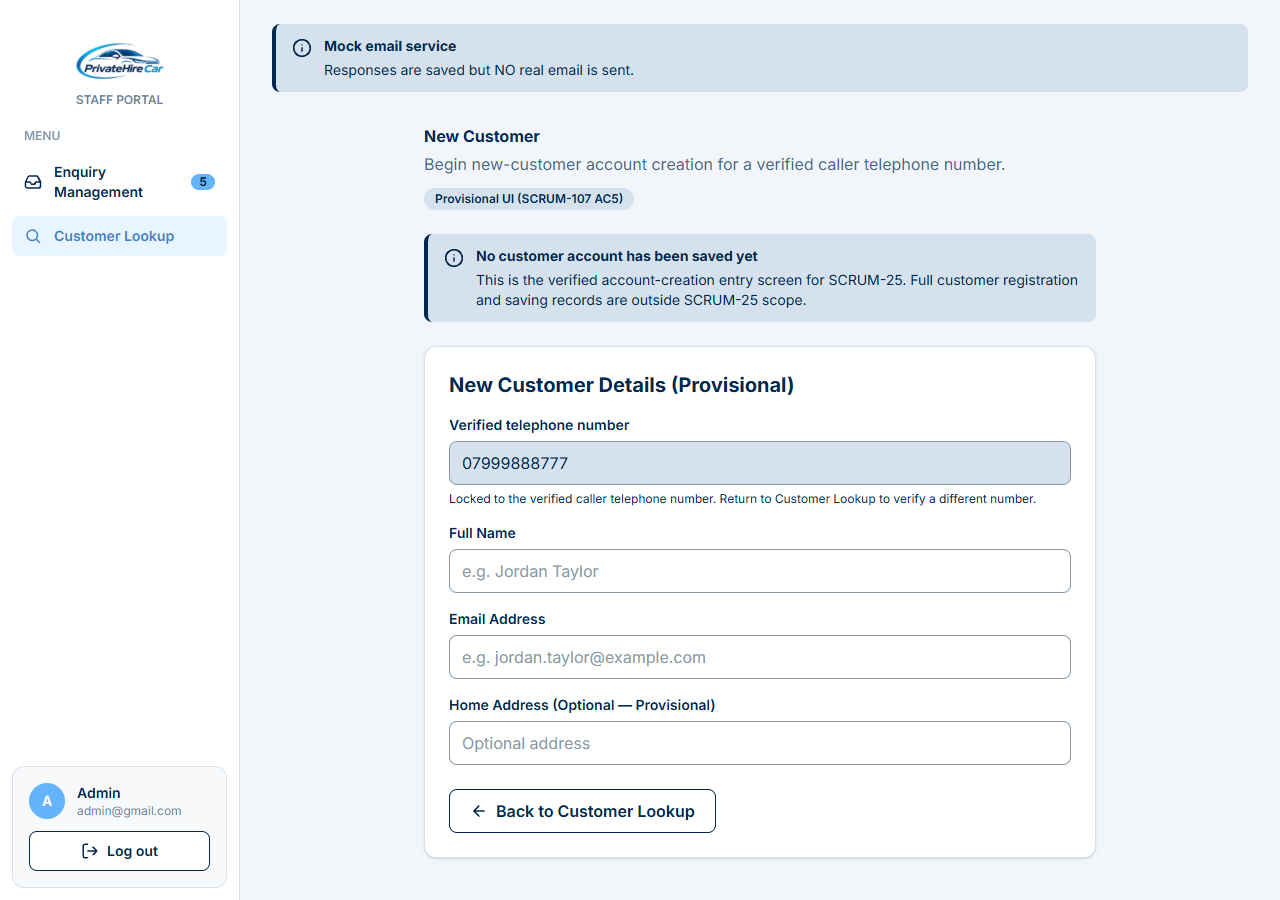 PrivateHire Car
STAFF PORTAL
MENU
Enquiry
Management
5
Customer Lookup
A
Admin
admin@gmail.com
Log out
Mock email service
Responses are saved but NO real email is sent.
New Customer
Begin new-customer account creation for a verified caller telephone number.
Provisional UI (SCRUM-107 AC5)
No customer account has been saved yet
This is the verified account-creation entry screen for SCRUM-25. Full customer registration
and saving records are outside SCRUM-25 scope.
New Customer Details (Provisional)
Verified telephone number
07999888777
Locked to the verified caller telephone number. Return to Customer Lookup to verify a different number.
Full Name
e.g. Jordan Taylor
Email Address
e.g. jordan.taylor@example.com
Home Address (Optional — Provisional)
Optional address
Back to Customer Lookup